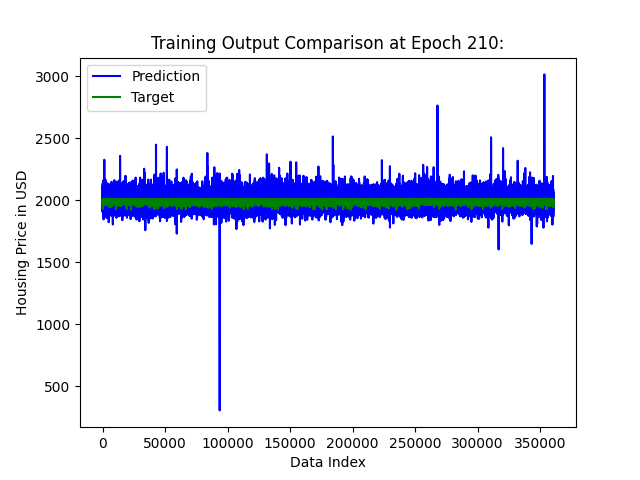 Training Output Comparison at Epoch 210:
Prediction
Target
3000
2500
2000
1500
1000
500
Housing Price in USD
0
50000
100000
150000
200000
250000
300000
350000
Data Index